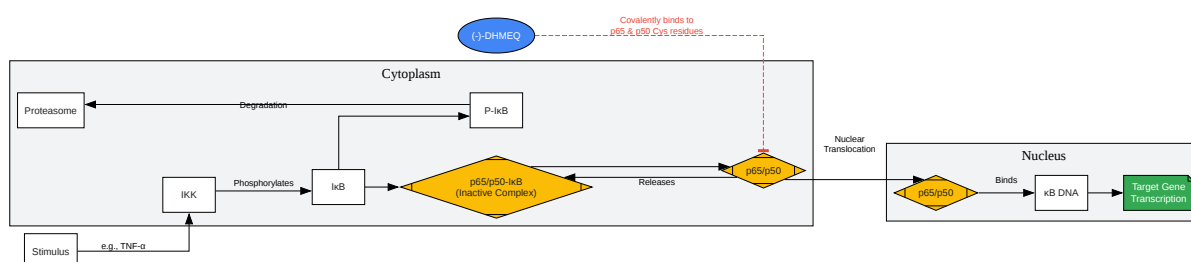 (-)-DHMEQ
Covalently binds to
p65 & p50 Cys residues
Cytoplasm
Proteasome
Degradation
P-IκB
Nuclear
Translocation
Nucleus
IKK
Phosphorylates
IκB
p65/p50-IκB
(Inactive Complex)
Releases
p65/p50
p65/p50
Binds
κB DNA
Target Gene
Transcription
Stimulus
e.g., TNF-α